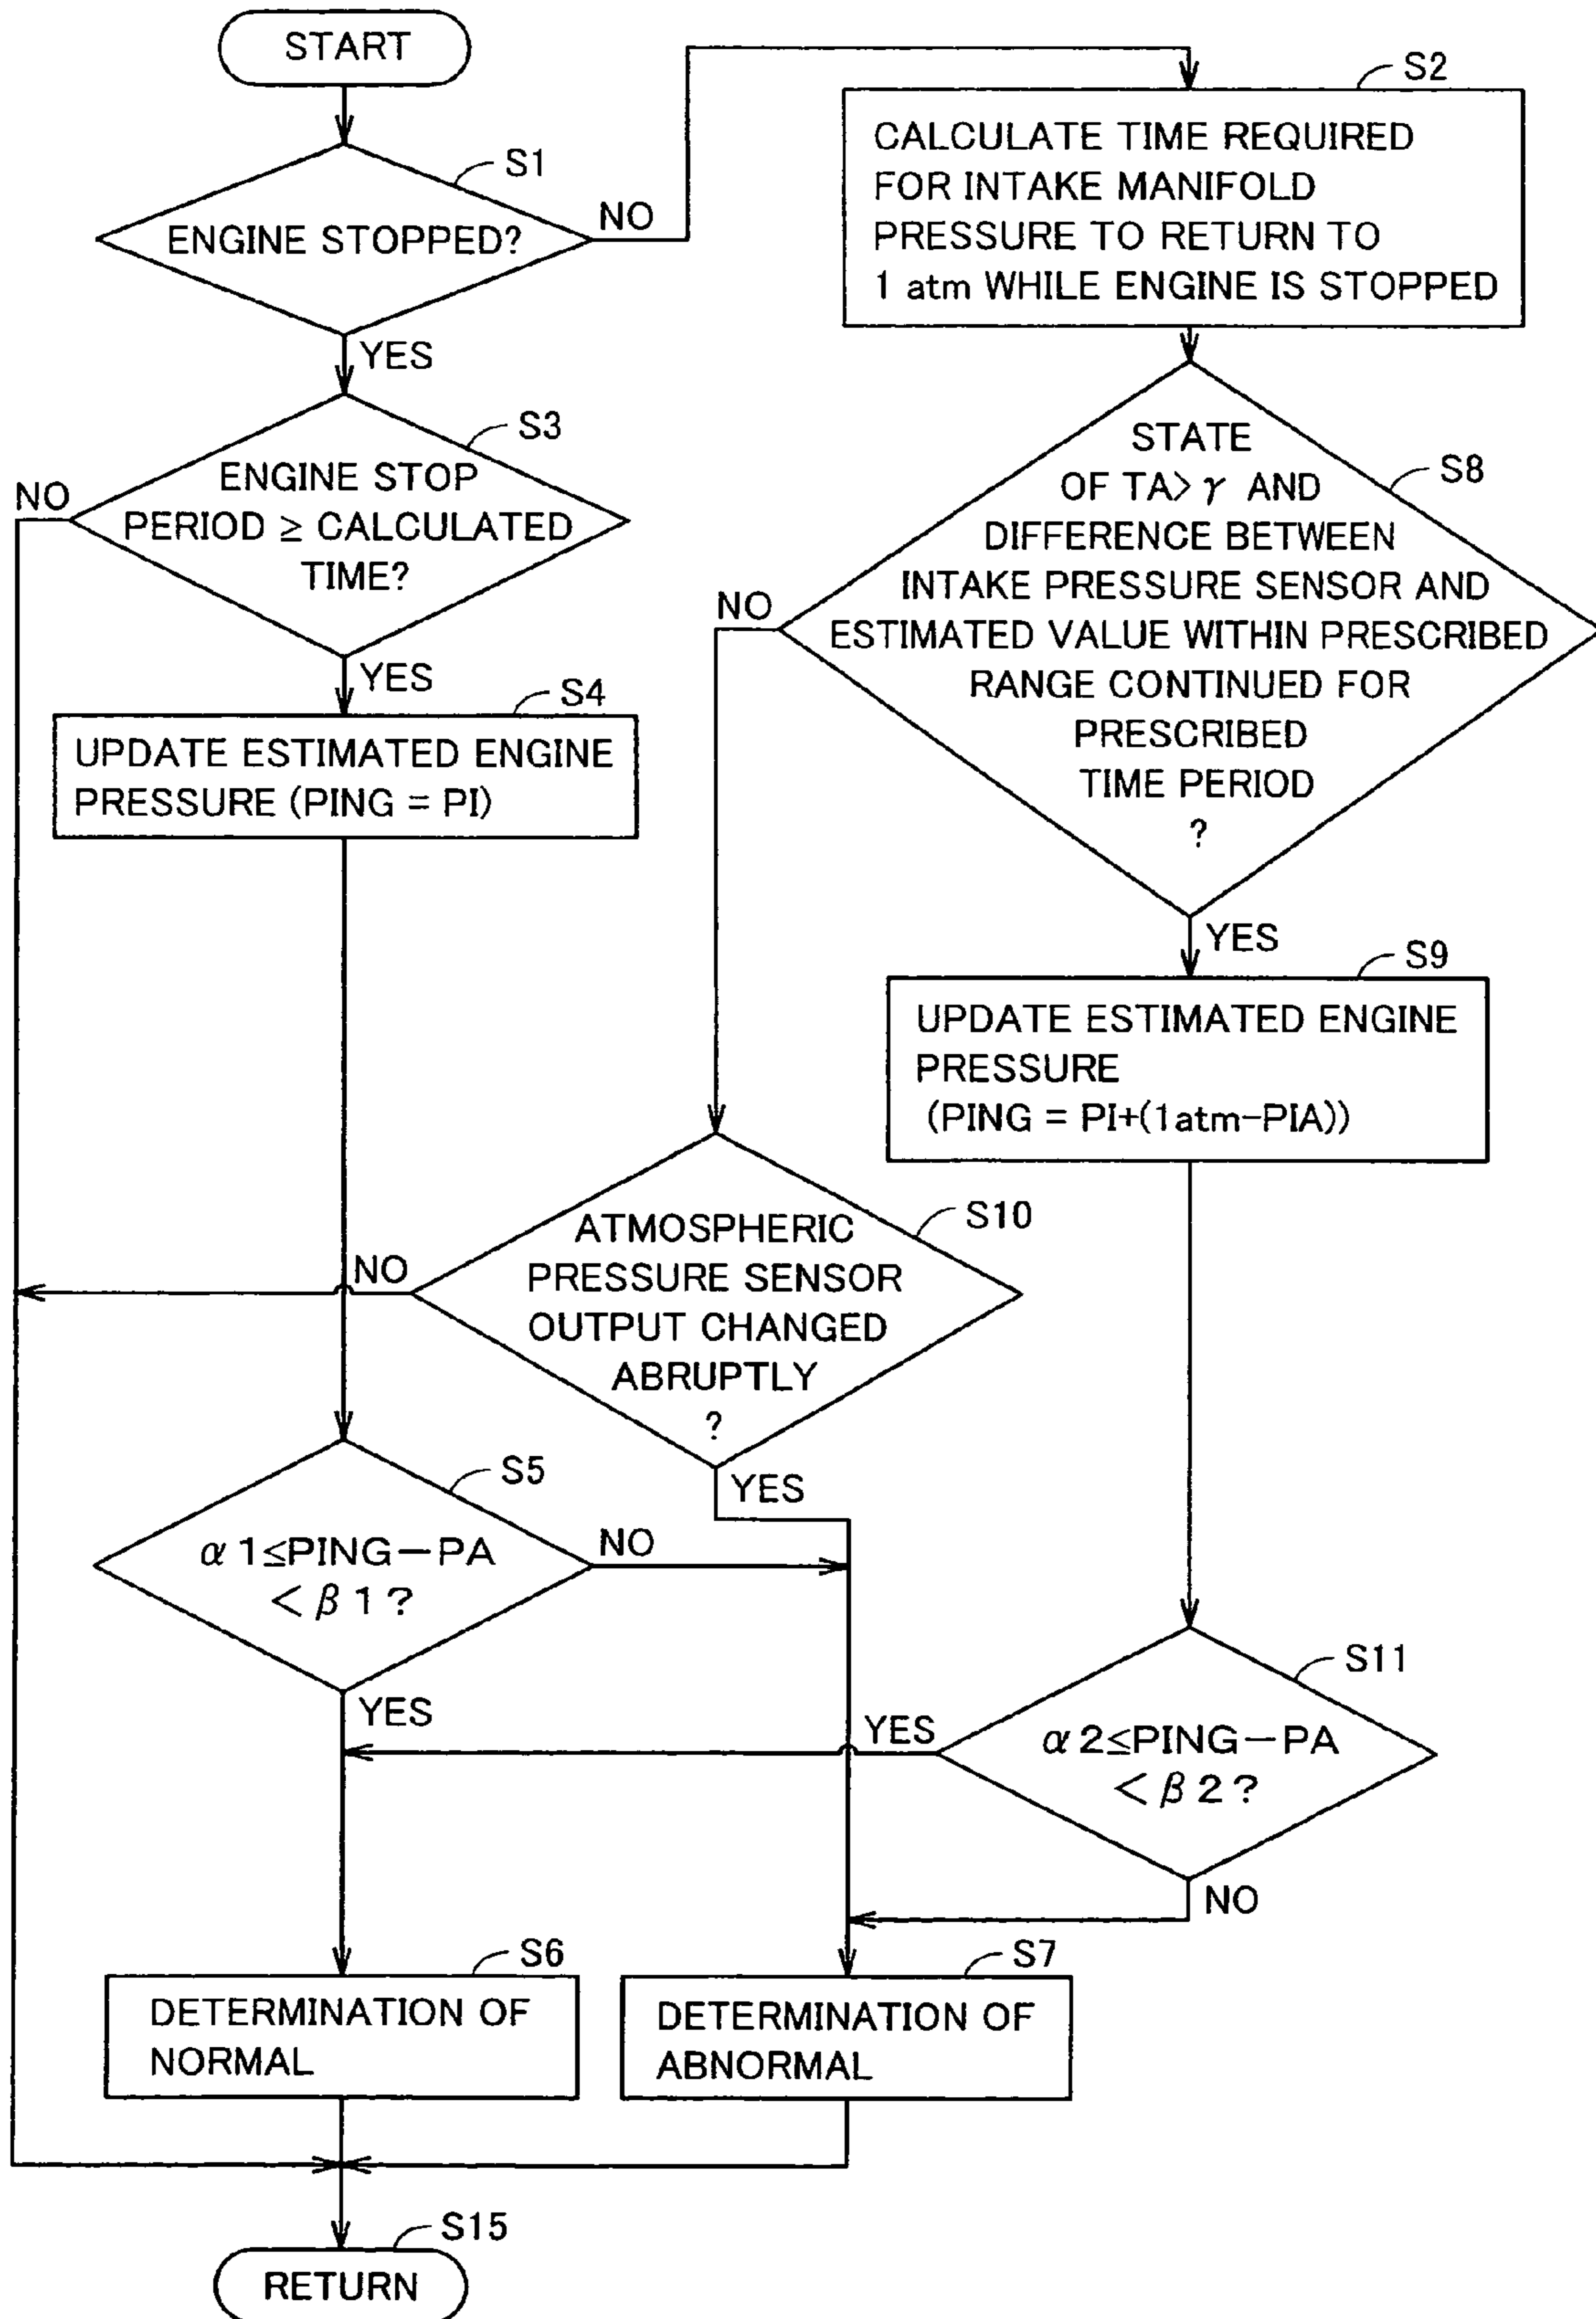 START
S1
ENGINE STOPPED?
NO
YES
S2
CALCULATE TIME REQUIRED
FOR INTAKE MANIFOLD
PRESSURE TO RETURN TO
1 atm WHILE ENGINE IS STOPPED
S3
NO
ENGINE STOP
PERIOD ≥ CALCULATED
TIME?
YES
S4
UPDATE ESTIMATED ENGINE
PRESSURE (PING = PI)
S8
STATE
OF TA> γ AND
DIFFERENCE BETWEEN
INTAKE PRESSURE SENSOR AND
ESTIMATED VALUE WITHIN PRESCRIBED
RANGE CONTINUED FOR
PRESCRIBED
TIME PERIOD
?
NO
YES
S9
UPDATE ESTIMATED ENGINE
PRESSURE
(PING = PI+(1atm-PIA))
S10
NO
ATMOSPHERIC
PRESSURE SENSOR
OUTPUT CHANGED
ABRUPTLY
?
YES
S5
α 1≤PING-PA
< β 1 ?
NO
YES
S11
YES
α 2≤PING-PA
< β 2 ?
NO
S6
DETERMINATION OF
NORMAL
S7
DETERMINATION OF
ABNORMAL
S15
RETURN